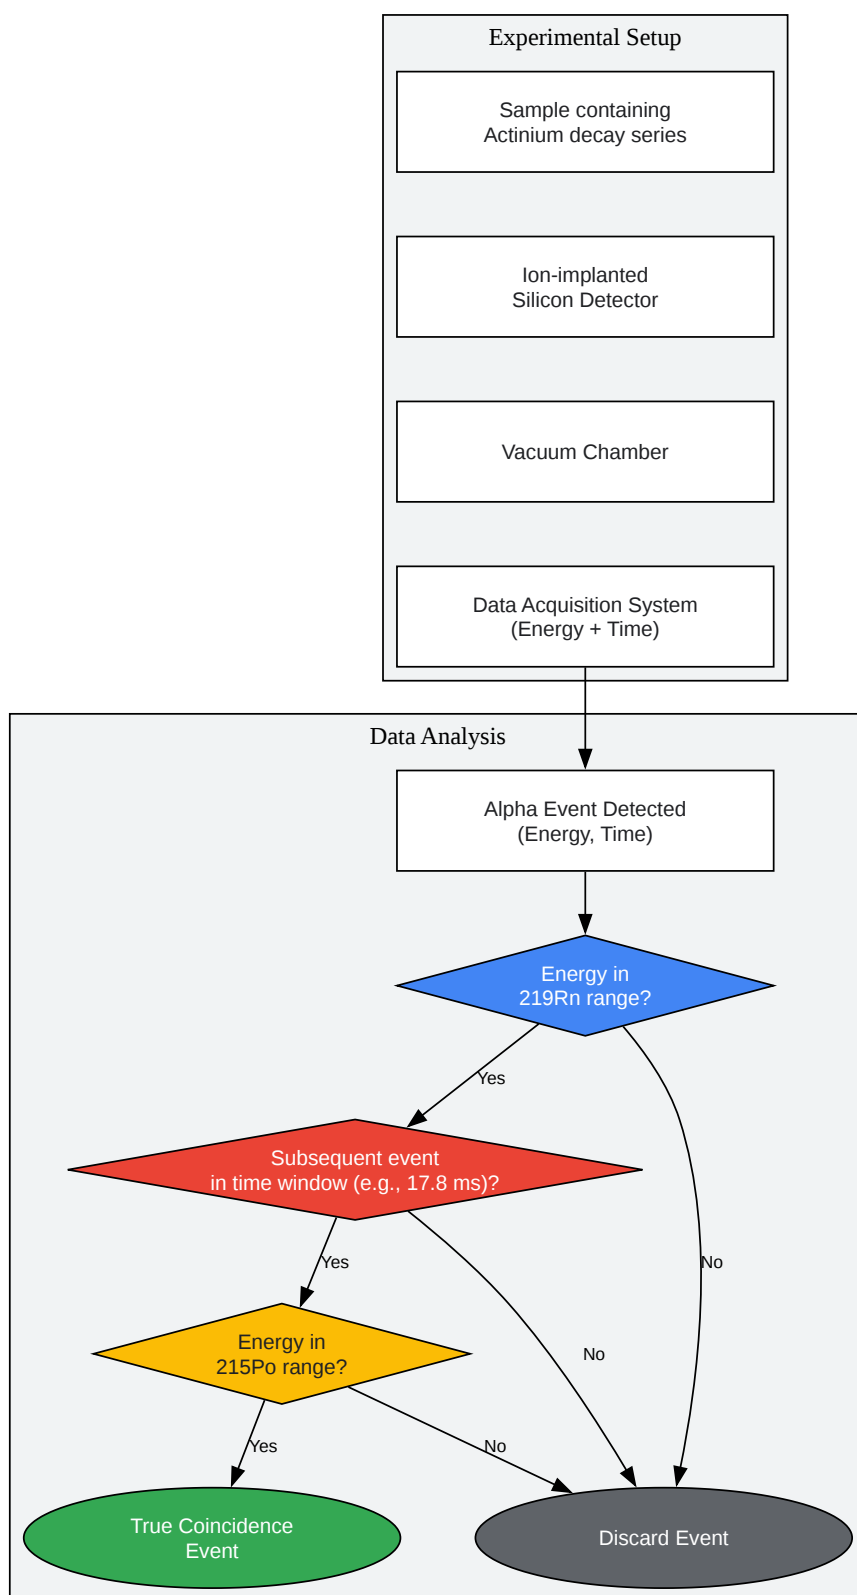 Experimental Setup
Sample containing
Actinium decay series
Ion-implanted
Silicon Detector
Vacuum Chamber
Data Acquisition System
(Energy + Time)
Data Analysis
Alpha Event Detected
(Energy, Time)
Energy in
219Rn range?
Yes
Subsequent event
in time window (e.g., 17.8 ms)?
Yes
No
Energy in
215Po range?
No
Yes
No
True Coincidence
Event
Discard Event